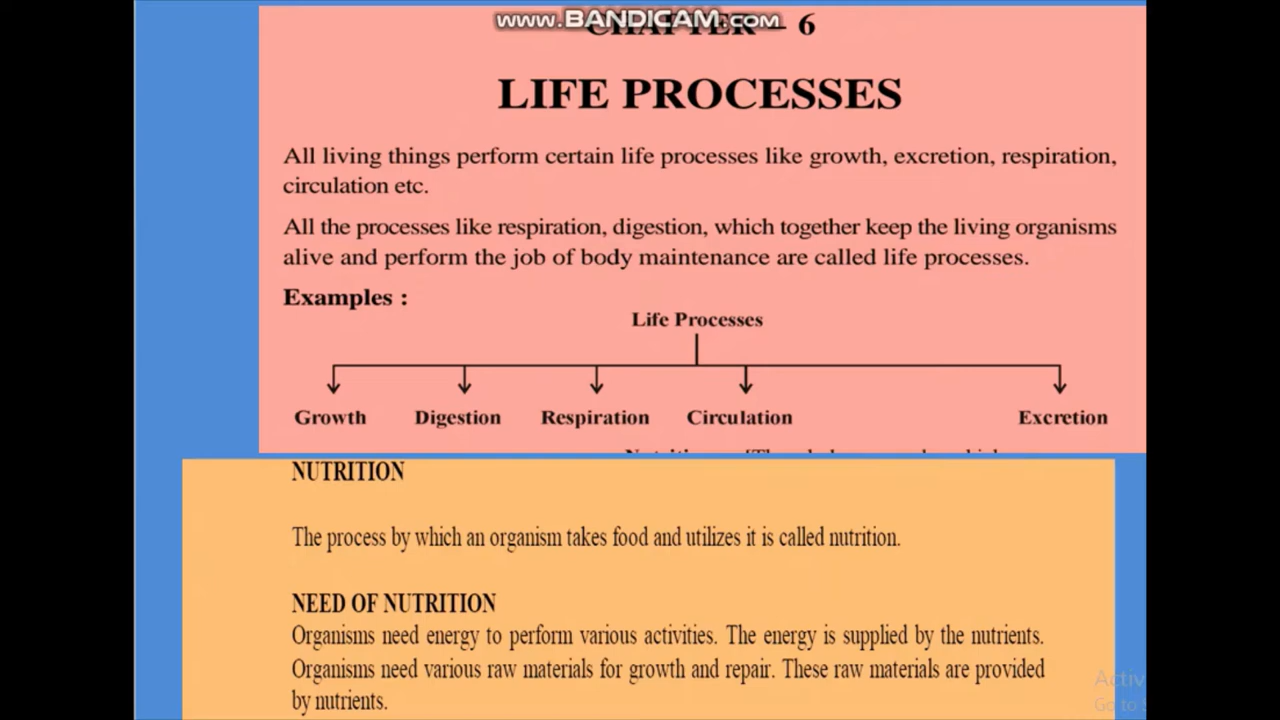 www.BANDICAM.com
CHAPTER – 6
LIFE PROCESSES
All living things perform certain life processes like growth, excretion, respiration,
circulation etc.
All the processes like respiration, digestion, which together keep the living organisms
alive and perform the job of body maintenance are called life processes.
Examples :
Life Processes
Growth Digestion Respiration Circulation Excretion
NUTRITION
The process by which an organism takes food and utilizes it is called nutrition.
NEED OF NUTRITION
Organisms need energy to perform various activities. The energy is supplied by the nutrients.
Organisms need various raw materials for growth and repair. These raw materials are provided
by nutrients.
Activ
Go to S